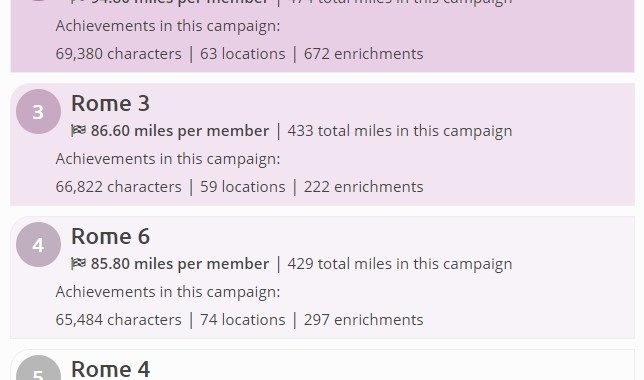 94.80 miles per member | 474 total miles in this campaign
Achievements in this campaign:
69,380 characters | 63 locations | 672 enrichments
3
Rome 3
86.60 miles per member | 433 total miles in this campaign
Achievements in this campaign:
66,822 characters | 59 locations | 222 enrichments
4
Rome 6
85.80 miles per member | 429 total miles in this campaign
Achievements in this campaign:
65,484 characters | 74 locations | 297 enrichments
5
Rome 4